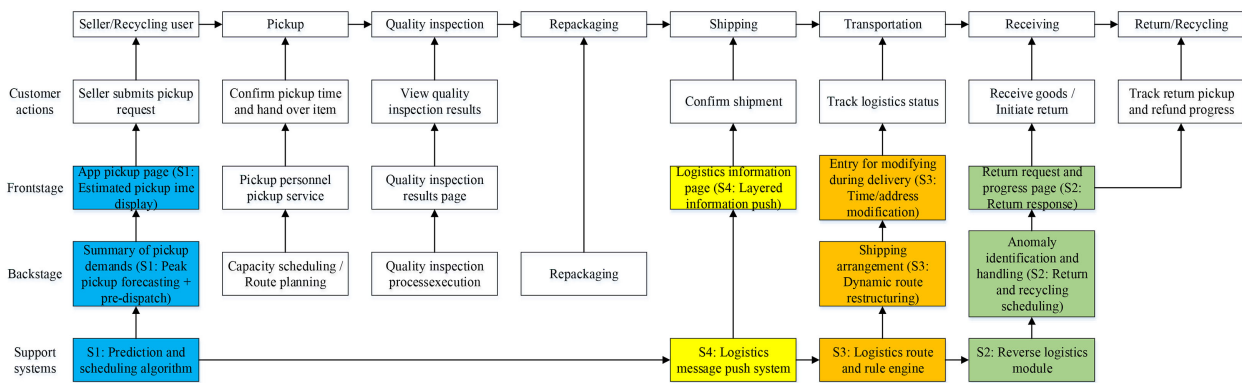 Seller/Recycling user
Pickup
Quality inspection
Repackaging
Shipping
Transportation
Receiving
Return/Recycling
Customer
actions
Seller submits pickup
request
Confirm pickup time
and hand over item
View quality
inspection results
Confirm shipment
Track logistics status
Receive goods /
Initiate return
Track return pickup
and refund progress
Frontstage
App pickup page (S1:
Estimated pickup ime
display)
Pickup personnel
pickup service
Quality inspection
results page
Logistics information
page (S4: Layered
information push)
Entry for modifying
during delivery (S3:
Time/address
modification)
Return request and
progress page (S2:
Return response)
Backstage
Summary of pickup
demands (S1: Peak
pickup forecasting +
pre-dispatch)
Capacity scheduling /
Route planning
Quality inspection
processexecution
Repackaging
Shipping
arrangement (S3:
Dynamic route
restructuring)
Anomaly
identification and
handling (S2: Return
and recycling
scheduling)
Support
systems
S1: Prediction and
scheduling algorithm
S4: Logistics
message push system
S3: Logistics route
and rule engine
S2: Reverse logistics
module